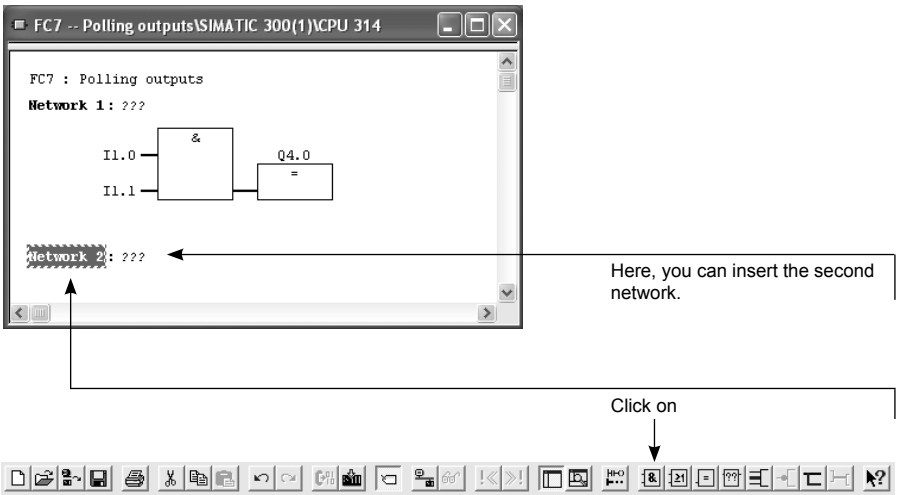 FC7 -- Polling outputs\SIMATIC 300(1)\CPU 314
FC7 : Polling outputs
Network 1: ???
&
I1.0
Q4.0
=
I1.1
Network 2: ???
Here, you can insert the second
network.
Click on